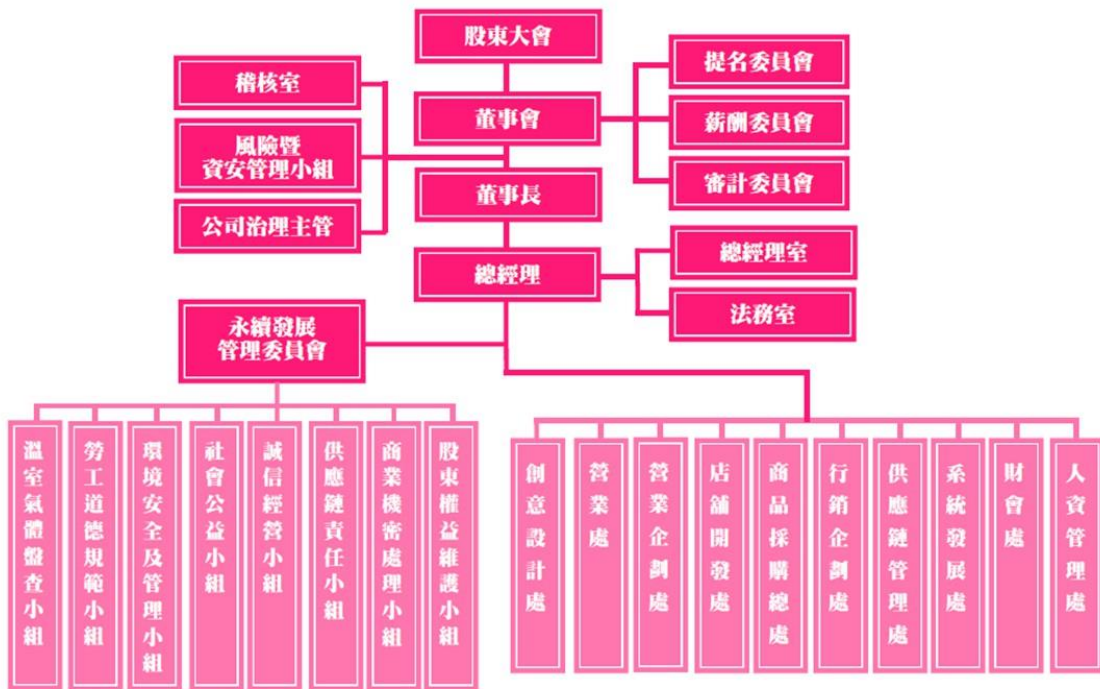 股東大會
董事會
董事長
總經理
稽核室
風險暨
資安管理小組
公司治理主管
提名委員會
薪酬委員會
審計委員會
總經理室
法務室
永續發展
管理委員會
溫室氣體盤查小組
勞工道德規範小組
環境安全及管理小組
社會公益小組
誠信經營小組
供應鏈責任小組
商業機密處理小組
股東權益維護小組
創意設計處
營業處
營業企劃處
店舖開發處
商品採購總處
行銷企劃處
供應鏈管理處
系統發展處
財會處
人資管理處